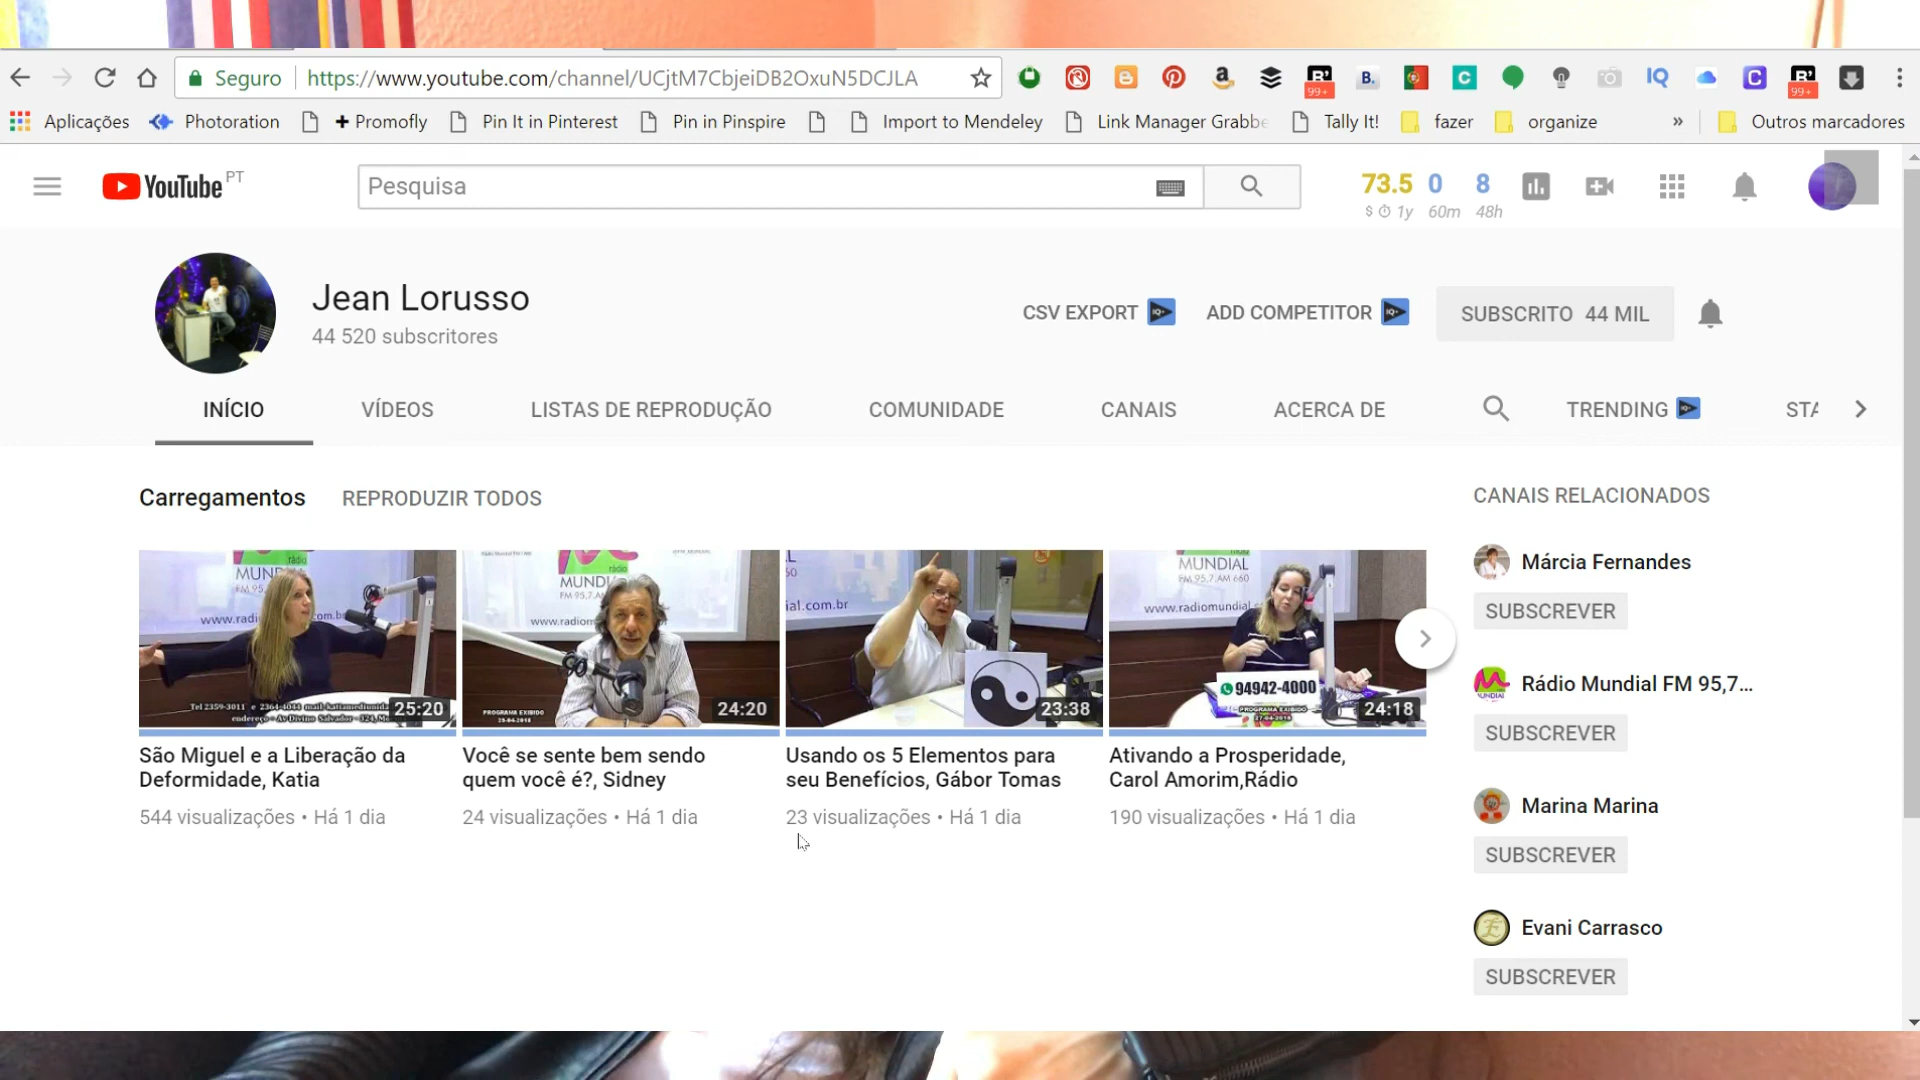 Seguro https://www.youtube.com/channel/UCjtM7CbjeiDB2OxuN5DCJLA
99+ B. C IQ C 99+
Aplicações Photoration + Promofly Pin It in Pinterest Pin in Pinspire Import to Mendeley Link Manager Grabbe Tally It! fazer organize » Outros marcadores
YouTube PT
Pesquisa
73.5 0 8
$ 1y 60m 48h
Jean Lorusso
44 520 subscritores
CSV EXPORT IQ+ ADD COMPETITOR IQ+ SUBSCRITO 44 MIL
INÍCIO VÍDEOS LISTAS DE REPRODUÇÃO COMUNIDADE CANAIS ACERCA DE TRENDING STA
Carregamentos REPRODUZIR TODOS
25:20
24:20
23:38
94942-4000
24:18
São Miguel e a Liberação da
Deformidade, Katia
544 visualizações • Há 1 dia
Você se sente bem sendo
quem você é?, Sidney
24 visualizações • Há 1 dia
Usando os 5 Elementos para
seu Benefícios, Gábor Tomas
23 visualizações • Há 1 dia
Ativando a Prosperidade,
Carol Amorim,Rádio
190 visualizações • Há 1 dia
CANAIS RELACIONADOS
Márcia Fernandes
SUBSCREVER
Rádio Mundial FM 95,7...
SUBSCREVER
Marina Marina
SUBSCREVER
Evani Carrasco
SUBSCREVER